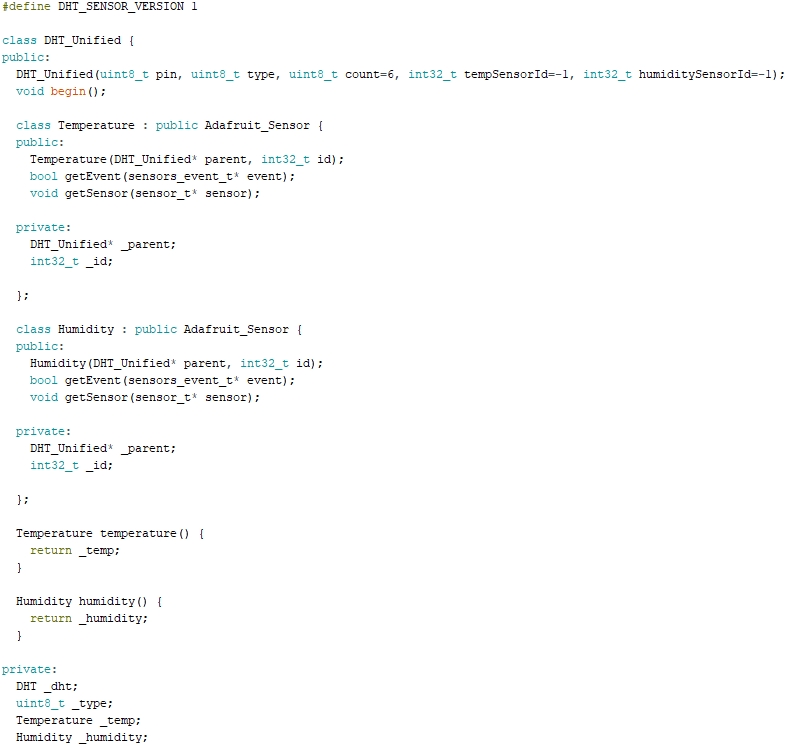 #define DHT_SENSOR_VERSION 1
class DHT_Unified {
public:
DHT_Unified(uint8_t pin, uint8_t type, uint8_t count=6, int32_t tempSensorId=-1, int32_t humiditySensorId=-1);
void begin();
class Temperature : public Adafruit_Sensor {
public:
Temperature(DHT_Unified* parent, int32_t id);
bool getEvent(sensors_event_t* event);
void getSensor(sensor_t* sensor);
private:
DHT_Unified* _parent;
int32_t _id;
};
class Humidity : public Adafruit_Sensor {
public:
Humidity(DHT_Unified* parent, int32_t id);
bool getEvent(sensors_event_t* event);
void getSensor(sensor_t* sensor);
private:
DHT_Unified* _parent;
int32_t _id;
};
Temperature temperature() {
return _temp;
}
Humidity humidity() {
return _humidity;
}
private:
DHT _dht;
uint8_t _type;
Temperature _temp;
Humidity _humidity;